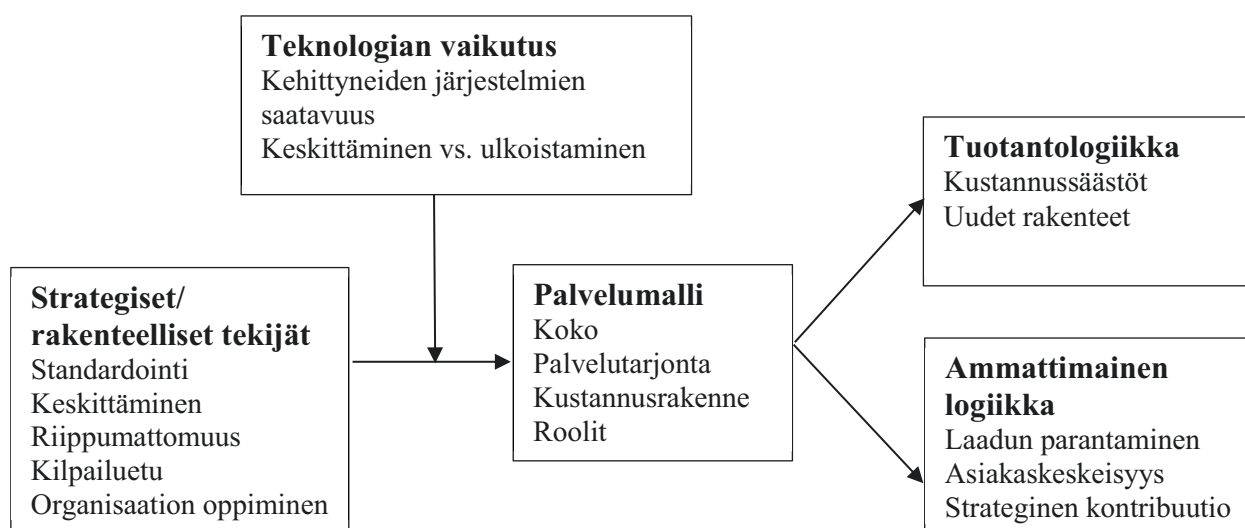 Teknologian vaikutus
Kehittyneiden järjestelmien
saatavuus
Keskittäminen vs. ulkoistaminen
Strategiset/
rakenteelliset tekijät
Standardointi
Keskittäminen
Riippumattomuus
Kilpailuetu
Organisaation oppiminen
Palvelumalli
Koko
Palvelutarjonta
Kustannusrakenne
Roolit
Tuotantologiikka
Kustannussäästöt
Uudet rakenteet
Ammattimainen
logiikka
Laadun parantaminen
Asiakaskeskeisyys
Strateginen kontribuutio